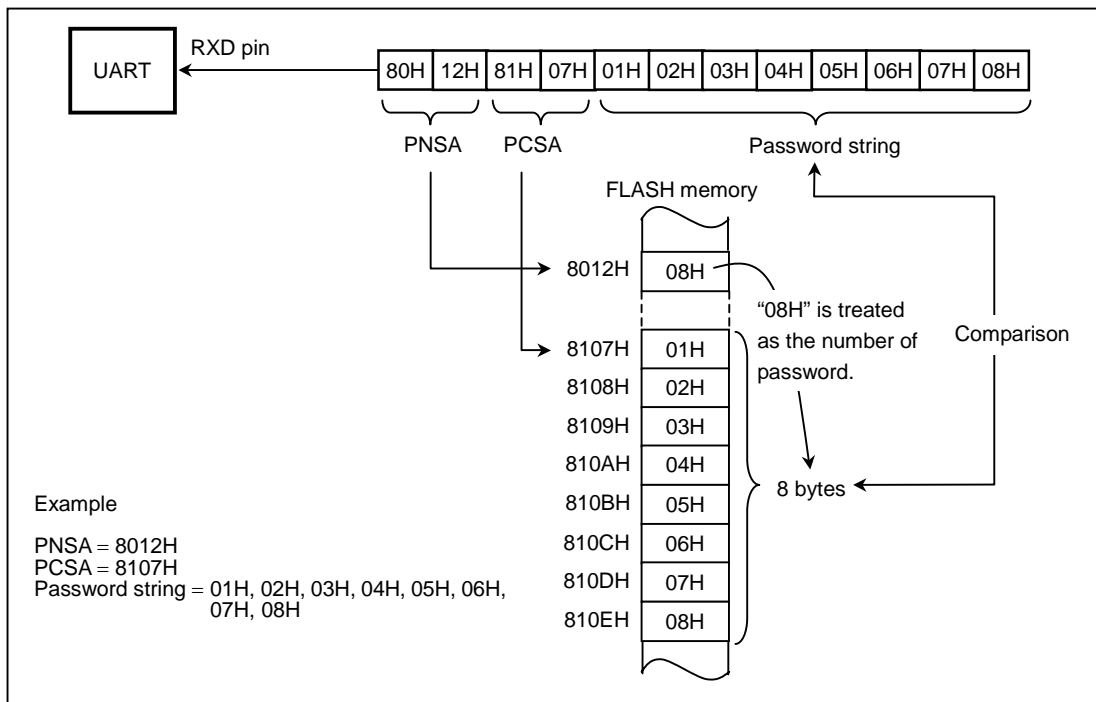 UART
RXD pin
80H 12H 81H 07H 01H 02H 03H 04H 05H 06H 07H 08H
PNSA
PCSA
Password string
FLASH memory
8012H 08H
“08H” is treated
as the number of
password.
Comparison
8107H 01H
8108H 02H
8109H 03H
810AH 04H
810BH 05H
810CH 06H
810DH 07H
810EH 08H
8 bytes
Example
PNSA = 8012H
PCSA = 8107H
Password string = 01H, 02H, 03H, 04H, 05H, 06H,
07H, 08H